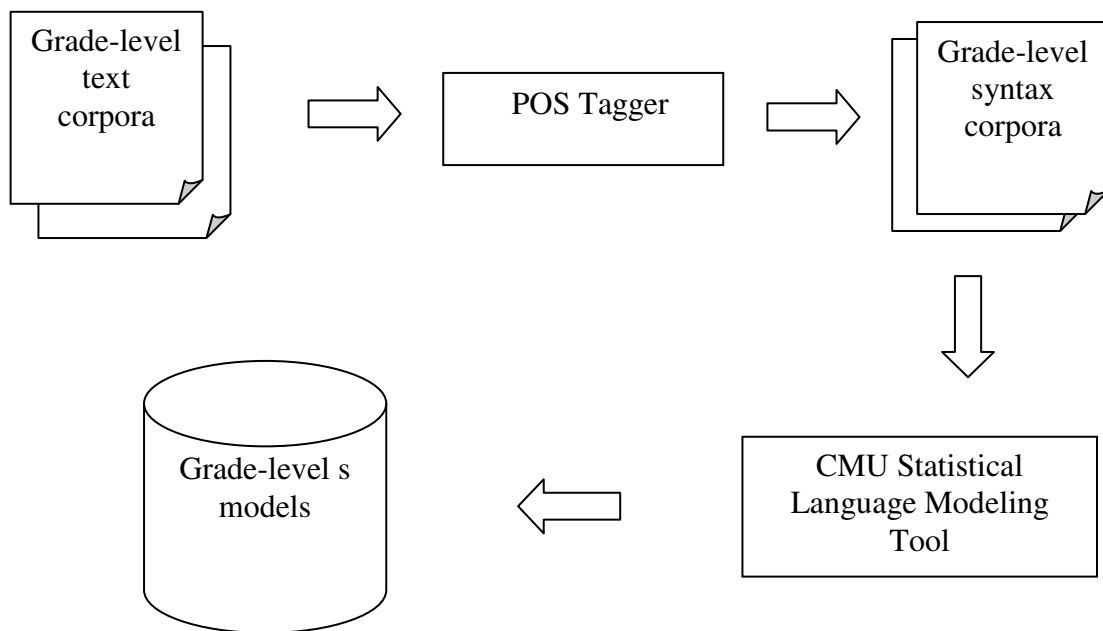 Grade-level
text
corpora
POS Tagger
Grade-level
syntax
corpora
CMU Statistical
Language Modeling
Tool
Grade-level s
models